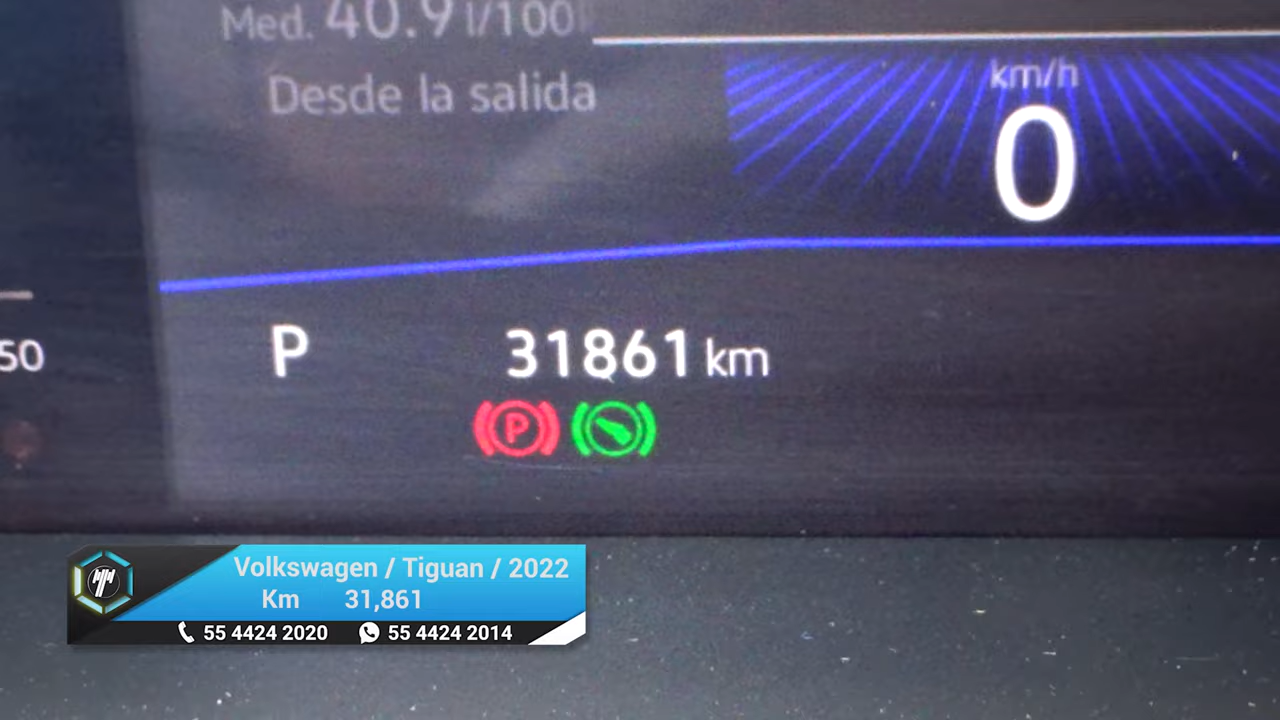 Med. 40.9 l/100
Desde la salida
km/h
0
50
P 31861 km
P
Volkswagen / Tiguan / 2022
Km 31,861
55 4424 2020 55 4424 2014